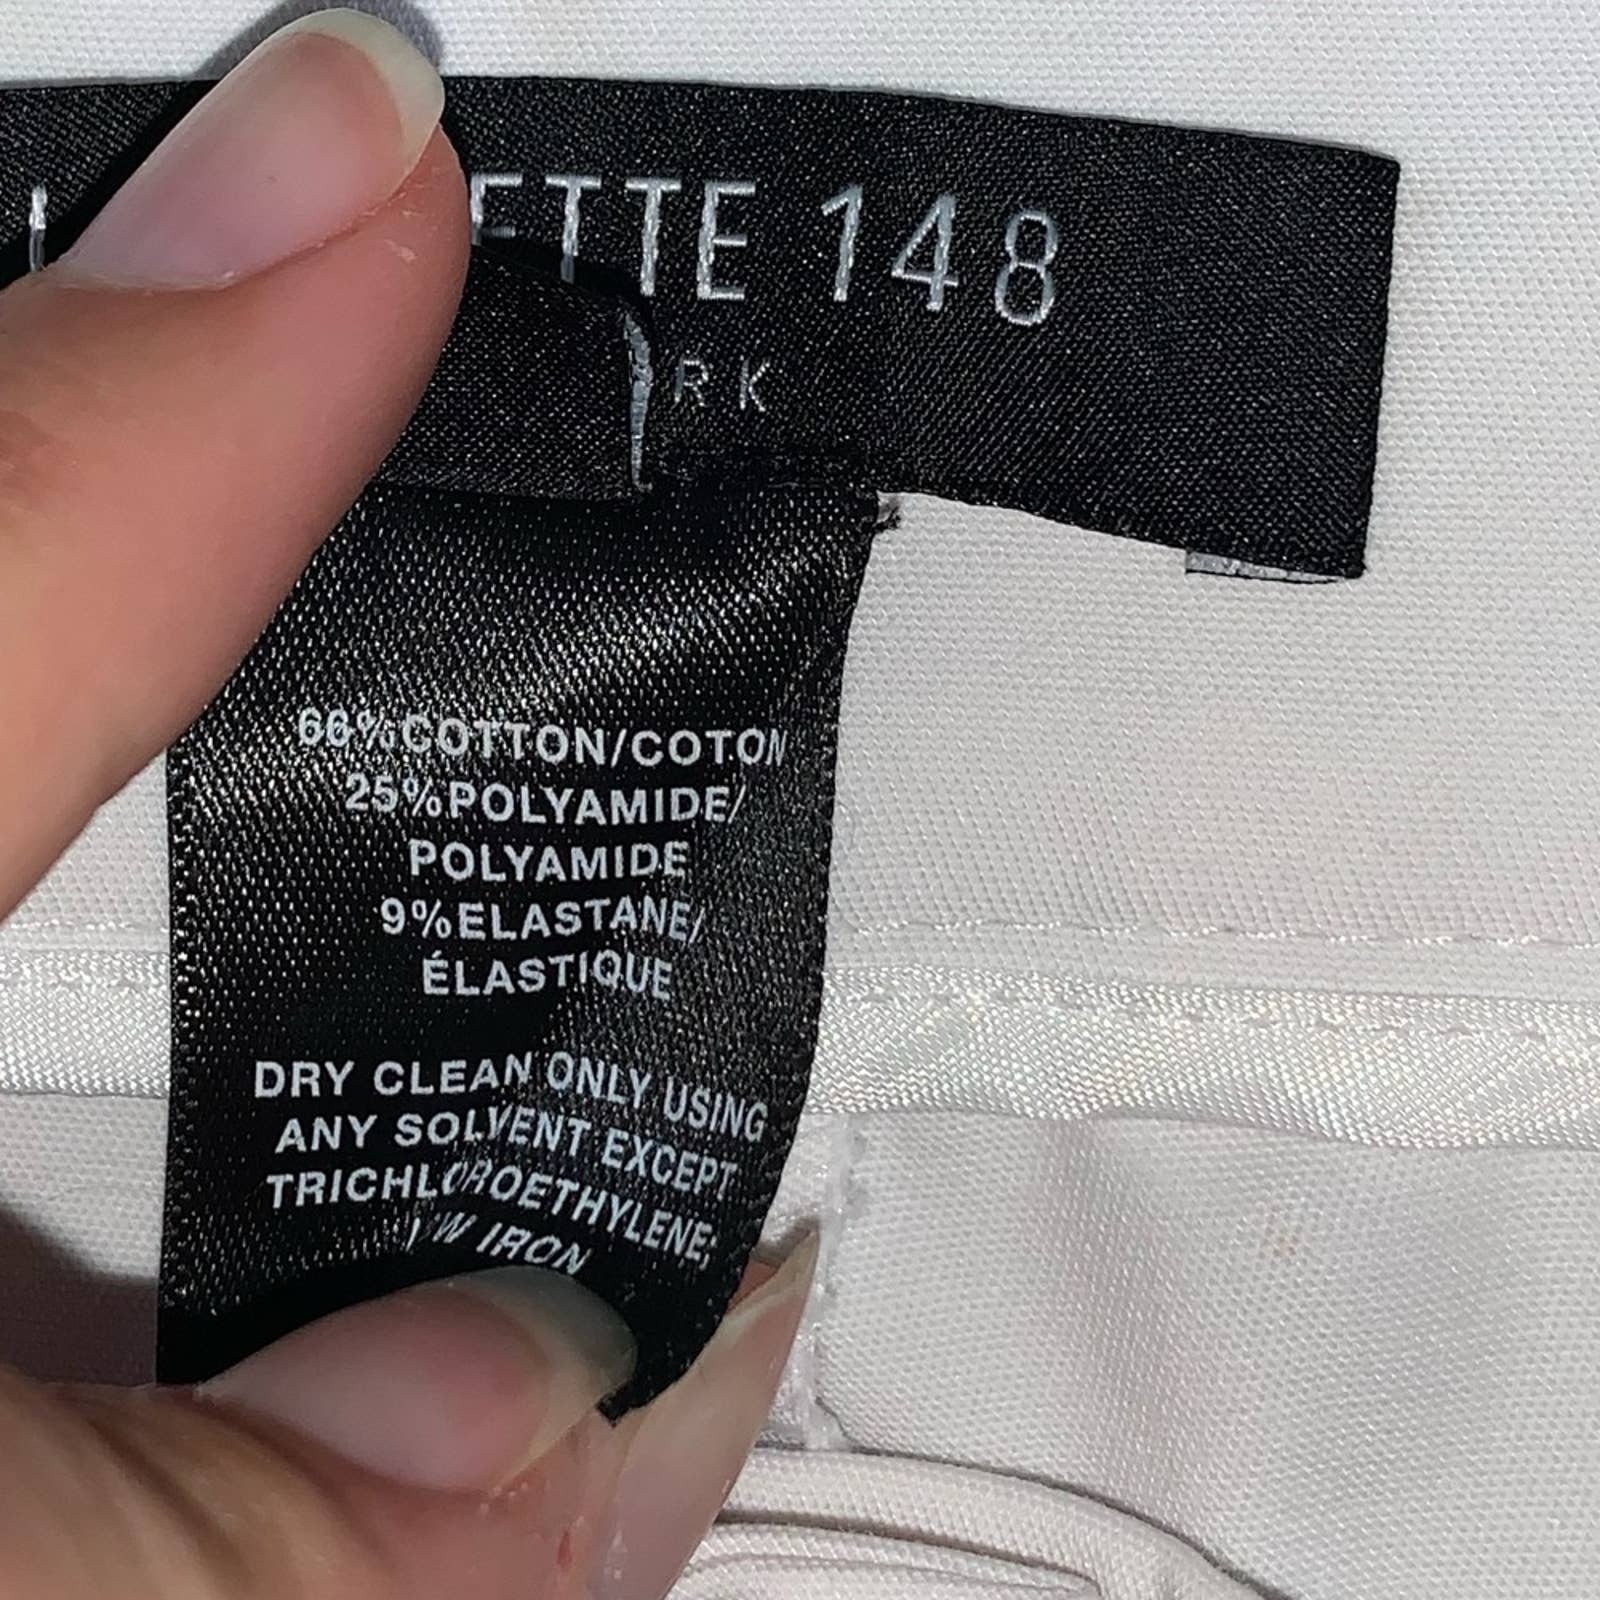 ETTE 148
RK
66%COTTON/COTON
25%POLYAMIDE/
POLYAMIDE
9%ELASTANE/
ÉLASTIQUE
DRY CLEAN ONLY USING
ANY SOLVENT EXCEPT
TRICHLOROETHYLENE;
IRON